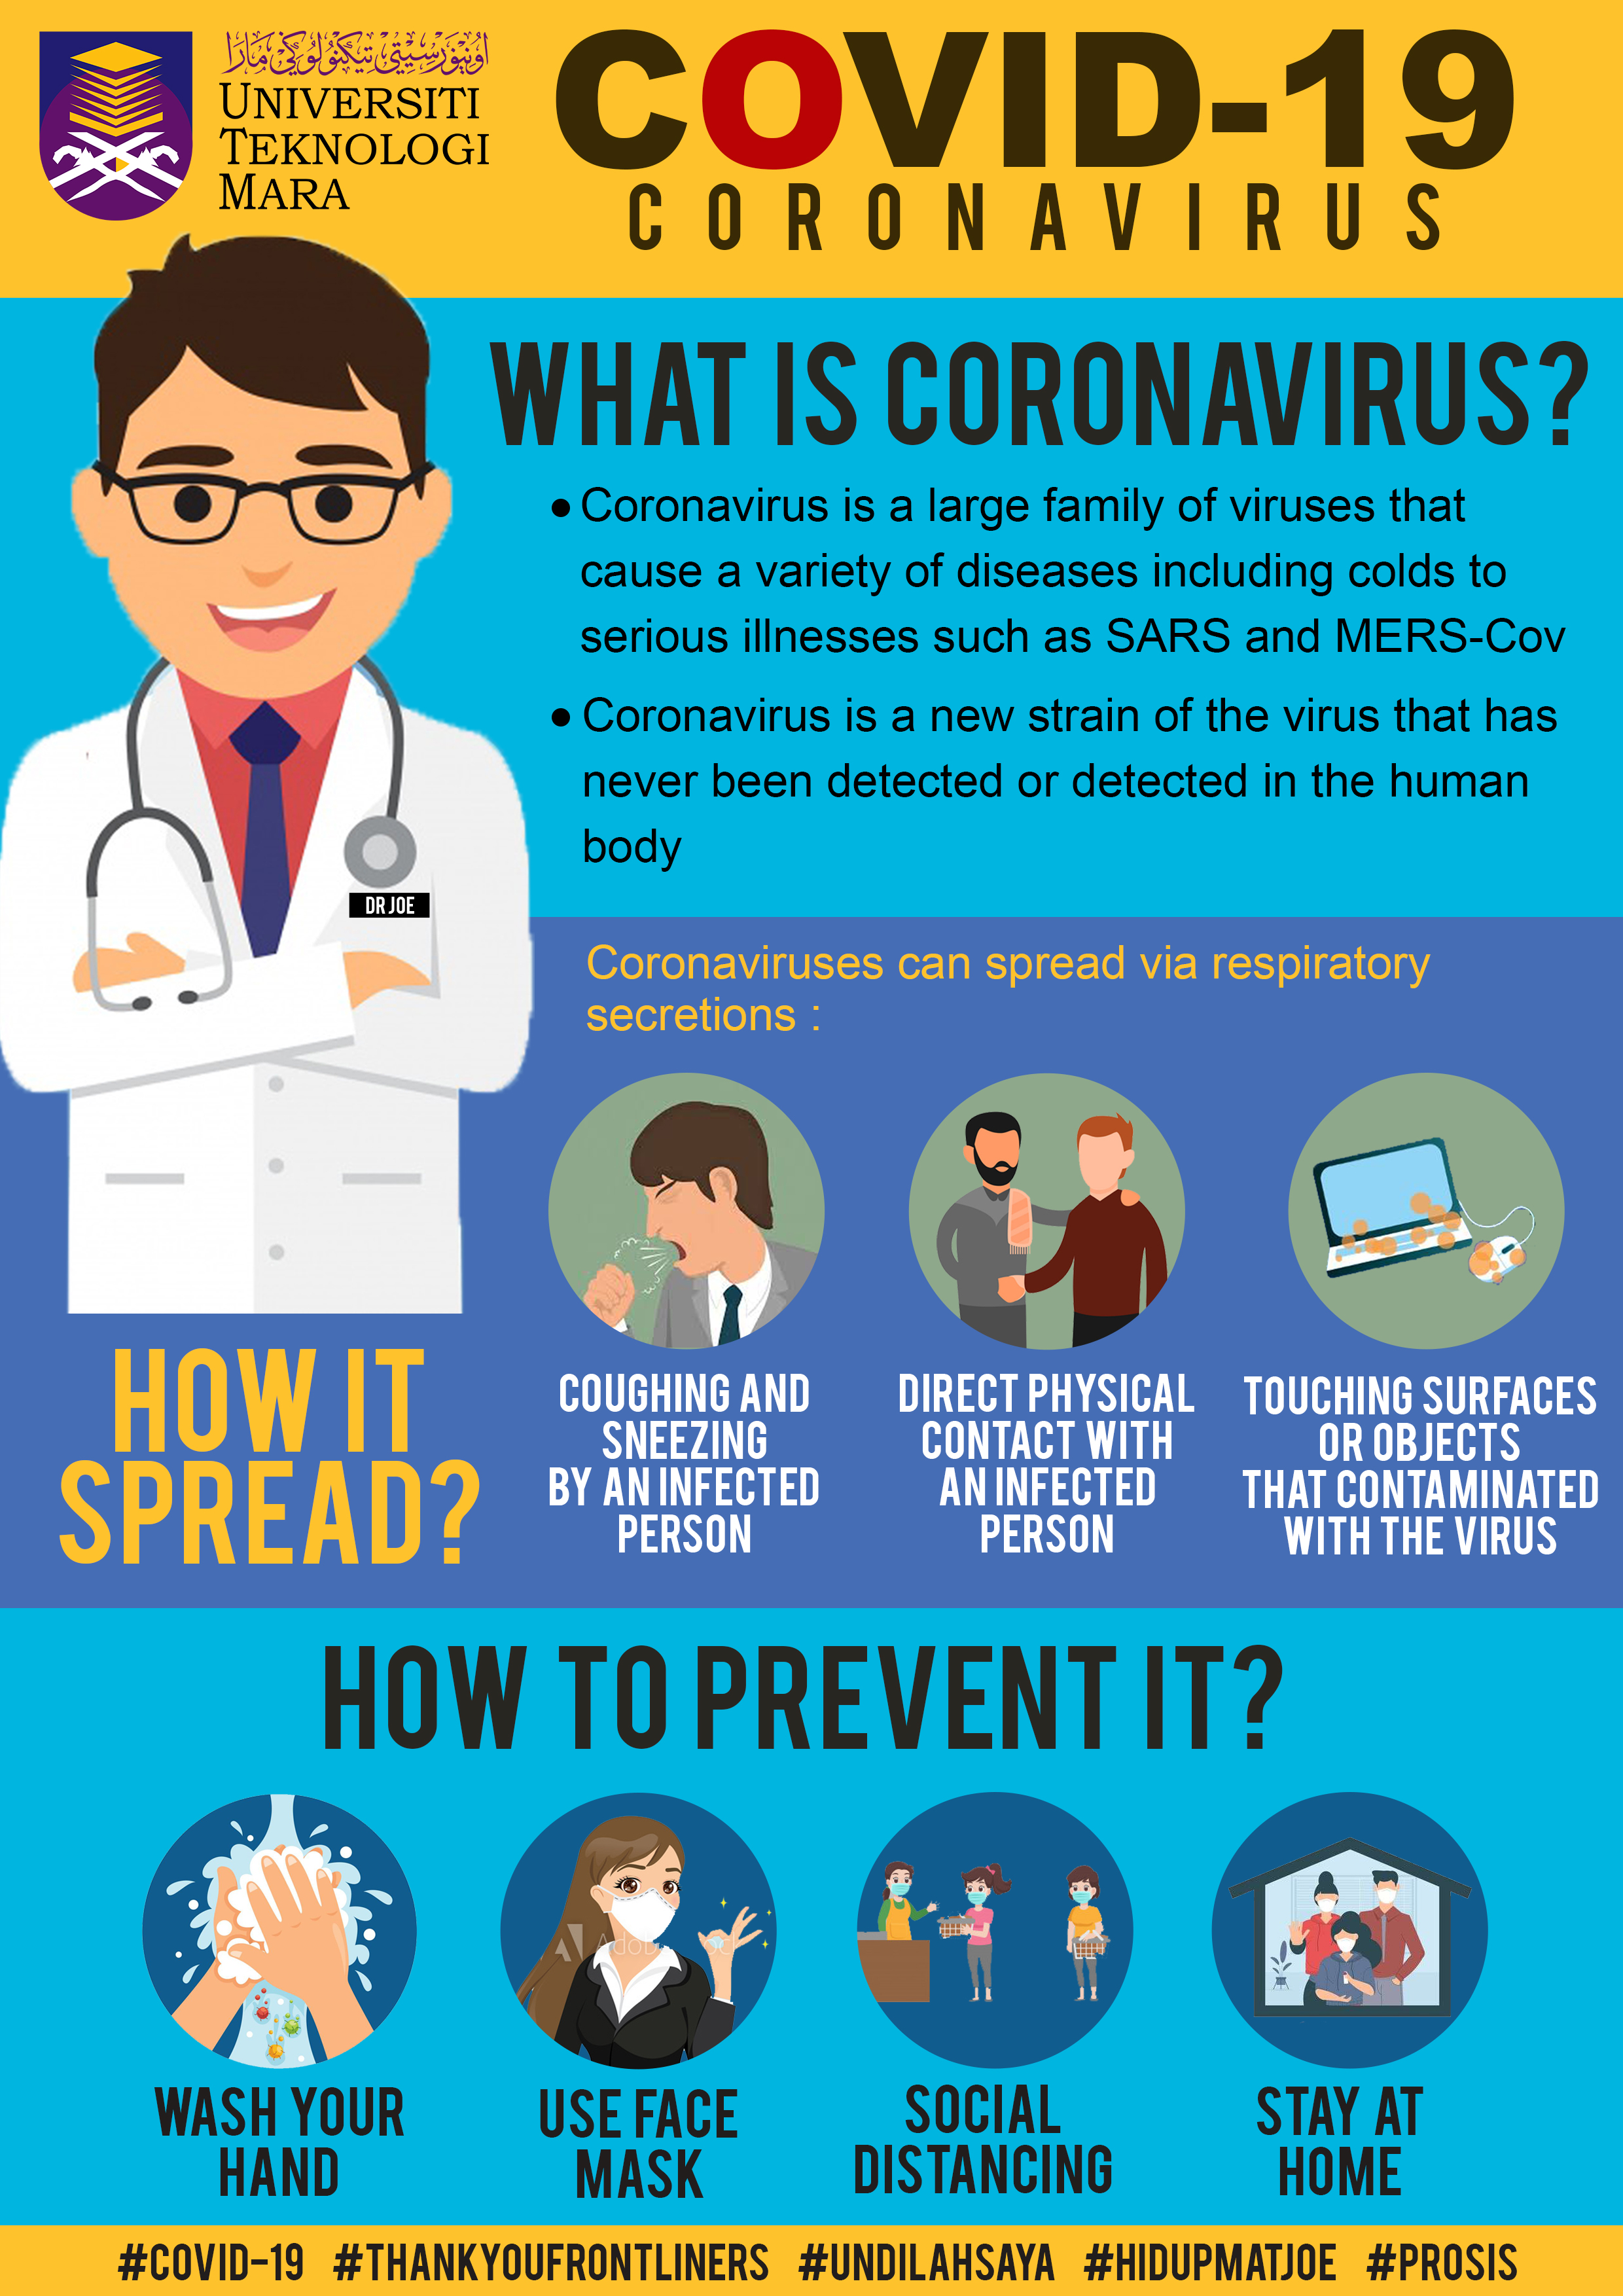 اونيۏرسيتي تيكنولوڬي مارا
UNIVERSITI
TEKNOLOGI
MARA
COVID-19
CORONAVIRUS
WHAT IS CORONAVIRUS?
• Coronavirus is a large family of viruses that
cause a variety of diseases including colds to
serious illnesses such as SARS and MERS-Cov
• Coronavirus is a new strain of the virus that has
never been detected or detected in the human
body
DR JOE
Coronaviruses can spread via respiratory
secretions :
HOW IT
SPREAD?
COUGHING AND
SNEEZING
BY AN INFECTED
PERSON
DIRECT PHYSICAL
CONTACT WITH
AN INFECTED
PERSON
TOUCHING SURFACES
OR OBJECTS
THAT CONTAMINATED
WITH THE VIRUS
HOW TO PREVENT IT?
WASH YOUR
HAND
USE FACE
MASK
SOCIAL
DISTANCING
STAY AT
HOME
#COVID-19 #THANKYOUFRONTLINERS #UNDILAHSAYA #HIDUPMATJOE #PROSIS